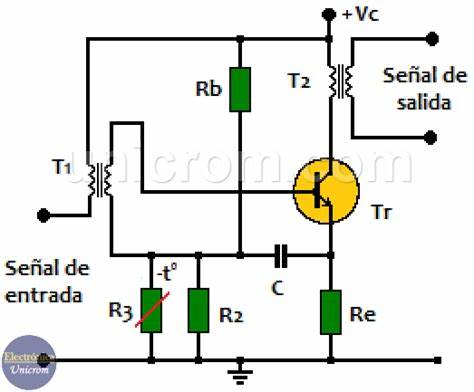 +Vc
Rb
T2
Señal de
salida
unicrom.com
T1
Tr
Señal de
entrada
-t°
C
R3
R2
Re
Electrónica
Unicrom